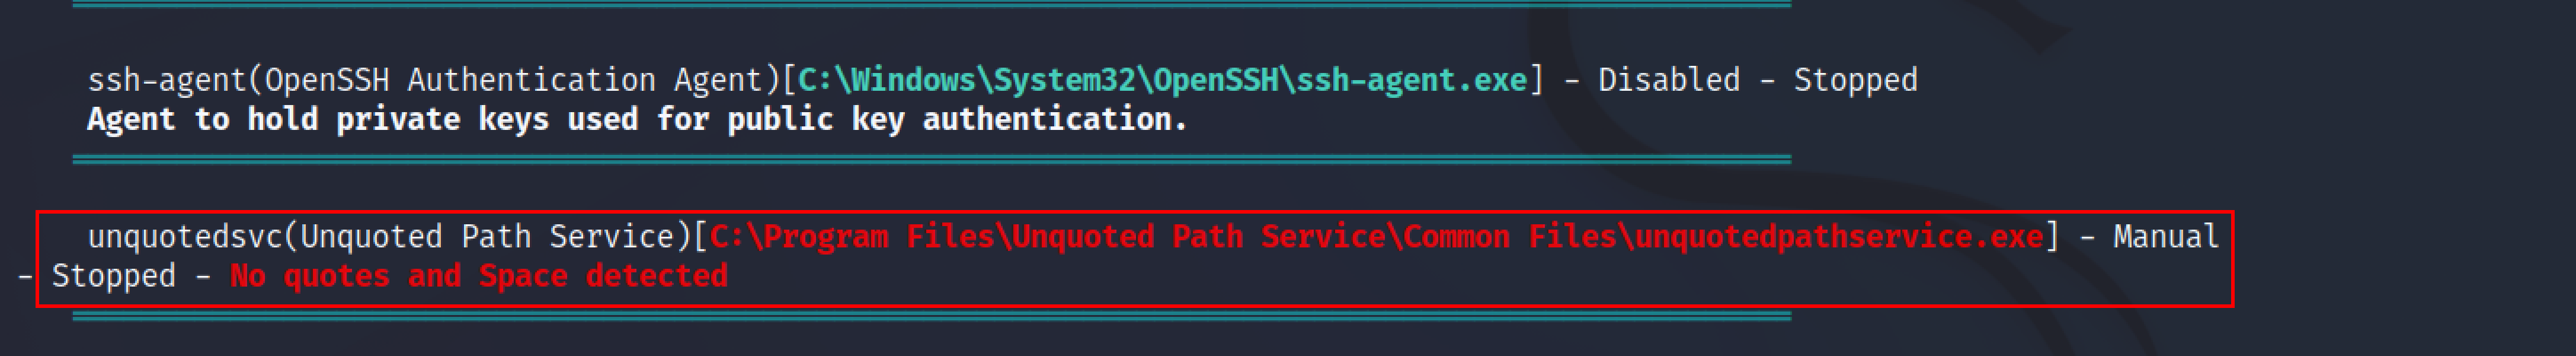 ssh-agent(OpenSSH Authentication Agent)[C:\Windows\System32\OpenSSH\ssh-agent.exe] - Disabled - Stopped
Agent to hold private keys used for public key authentication.
unquotedsvc(Unquoted Path Service)[C:\Program Files\Unquoted Path Service\Common Files\unquotedpathservice.exe] - Manual
- Stopped - No quotes and Space detected